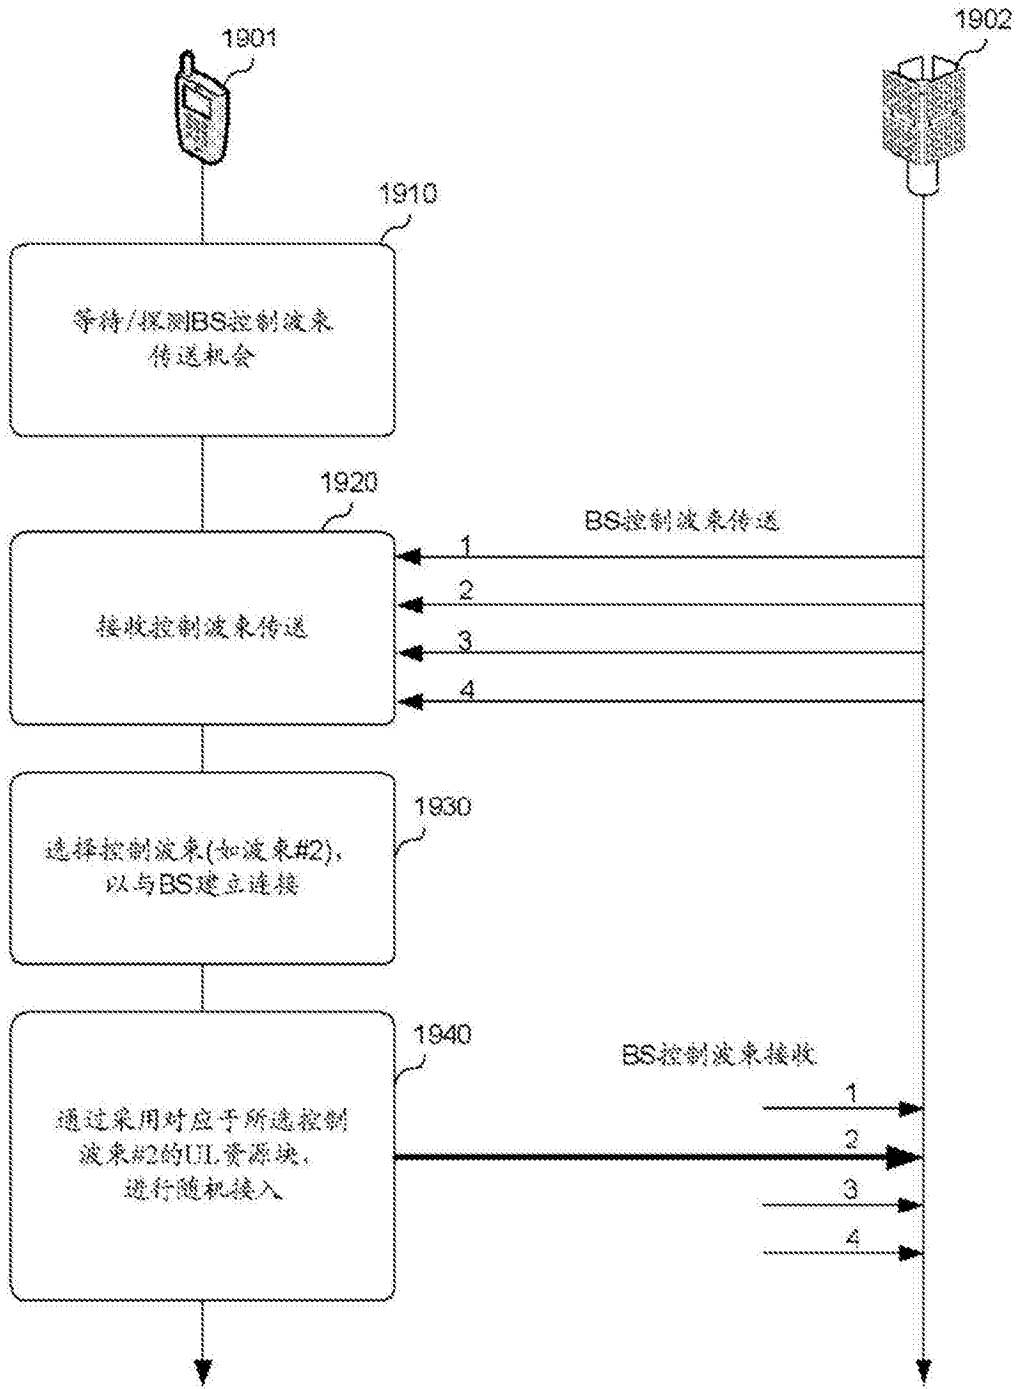 1901
1902
1910
等待/探测BS控制波束
传送机会
1920
BS控制波束传送
1
2
接收控制波束传送
3
4
1930
选择控制波束(如波束#2),
以与BS建立连接
1940
BS控制波束接收
1
通过采用对应于所选控制
波束#2的UL资源块,
进行随机接入
2
3
4